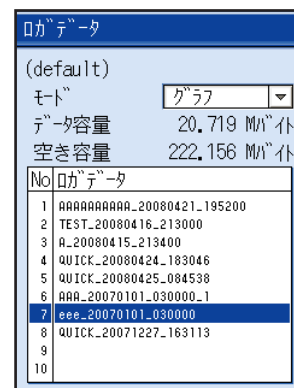 ﾛｶﾞﾃﾞｰﾀ
(default)
ﾓｰﾄﾞ ｸﾞﾗﾌ
ﾃﾞｰﾀ容量 20.719 Mﾊﾞｲﾄ
空き容量 222.156 Mﾊﾞｲﾄ
No ﾛｶﾞﾃﾞｰﾀ
1 AAAAAAAAAA_20080421_195200
2 TEST_20080416_213000
3 A_20080415_213400
4 QUICK_20080424_183046
5 QUICK_20080425_084538
6 AAA_20070101_030000_1
7 eee_20070101_030000
8 QUICK_20071227_163113
9
10